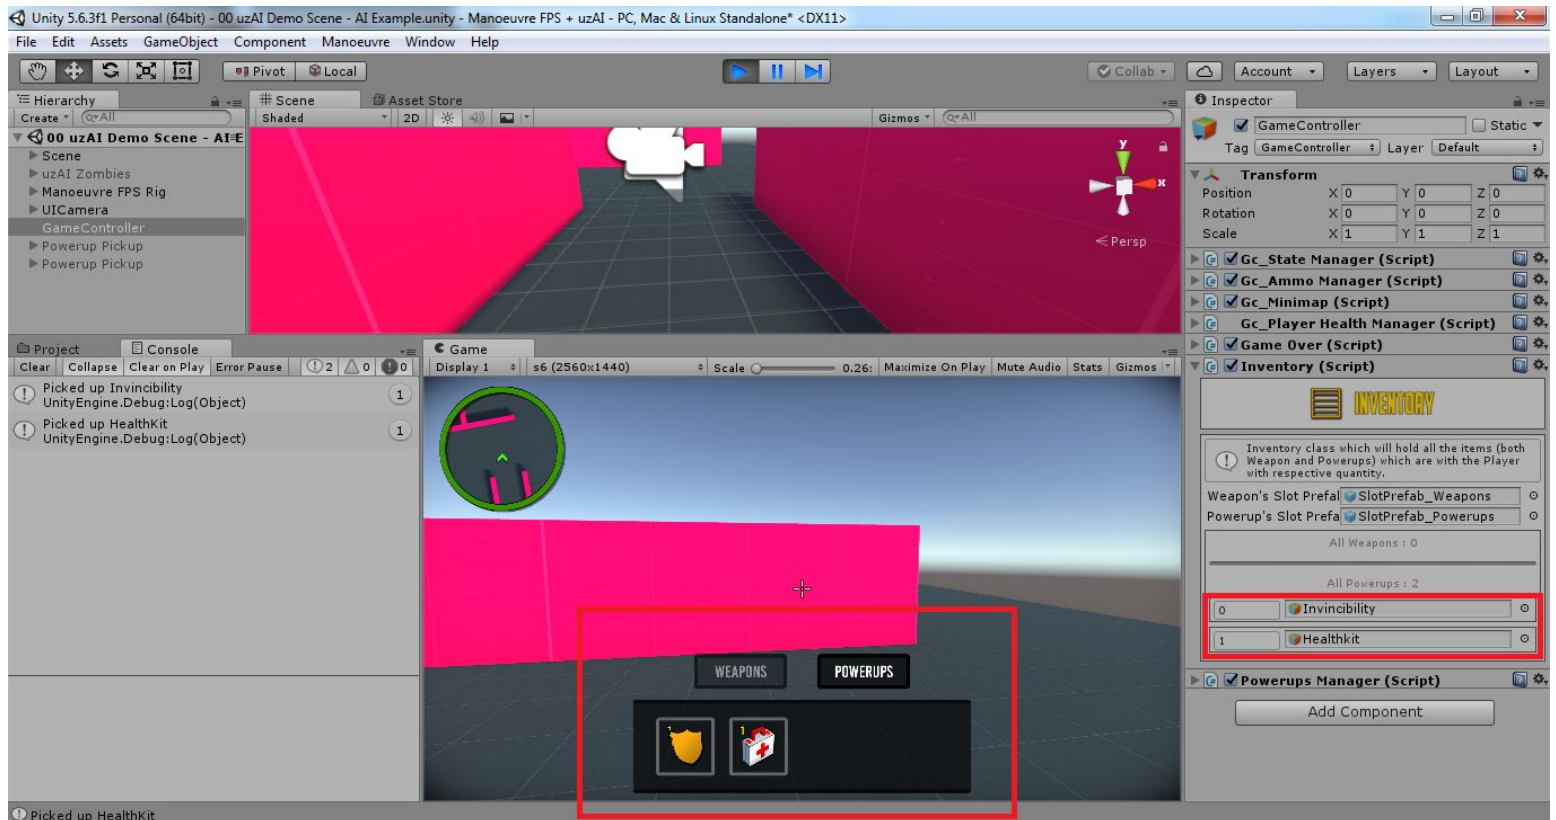 Unity 5.6.3f1 Personal (64bit) - 00 uzAI Demo Scene - AI Example.unity - Manoeuvre FPS + uzAI - PC, Mac & Linux Standalone* <DX11>
File Edit Assets GameObject Component Manoeuvre Window Help
Pivot Local Collab Account Layers Layout
Hierarchy
Create All
00 uzAI Demo Scene - AI E
Scene
uzAI Zombies
Manoeuvre FPS Rig
UICamera
GameController
Powerup Pickup
Powerup Pickup
Scene Asset Store
Shaded 2D Gizmos All
y
x
Persp
Project Console
Clear Collapse Clear on Play Error Pause 2 0 0
Picked up Invincibility
UnityEngine.Debug:Log(Object)
1
Picked up HealthKit
UnityEngine.Debug:Log(Object)
1
Game
Display 1 s6 (2560x1440) Scale 0.26: Maximize On Play Mute Audio Stats Gizmos
WEAPONS POWERUPS
1 1
Inspector
GameController Static
Tag GameController Layer Default
Transform
Position X 0 Y 0 Z 0
Rotation X 0 Y 0 Z 0
Scale X 1 Y 1 Z 1
Gc_State Manager (Script)
Gc_Ammo Manager (Script)
Gc_Minimap (Script)
Gc_Player Health Manager (Script)
Game Over (Script)
Inventory (Script)
INVENTORY
Inventory class which will hold all the items (both
Weapon and Powerups) which are with the Player
with respective quantity.
Weapon's Slot Prefal SlotPrefab_Weapons
Powerup's Slot Prefa SlotPrefab_Powerups
All Weapons : 0
All Powerups : 2
0 Invincibility
1 Healthkit
Powerups Manager (Script)
Add Component
Picked up HealthKit